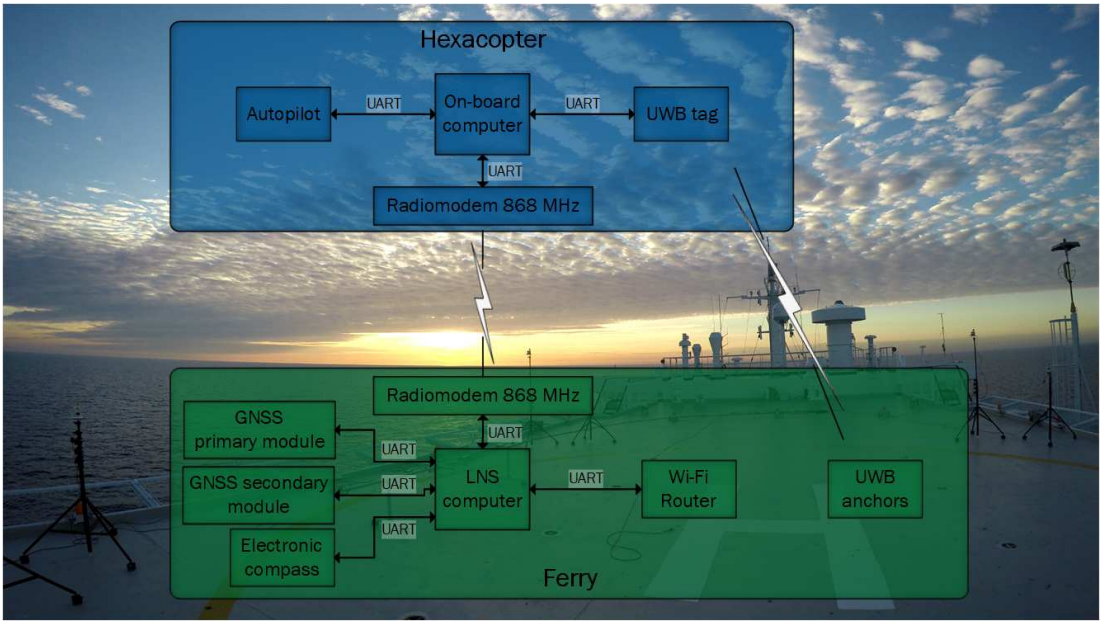 Hexacopter
Autopilot
UART
On-board
computer
UART
UWB tag
UART
Radiomodem 868 MHz
Radiomodem 868 MHz
UART
GNSS
primary module
UART
GNSS secondary
module
UART
Electronic
compass
UART
LNS
computer
UART
Wi-Fi
Router
UWB
anchors
Ferry